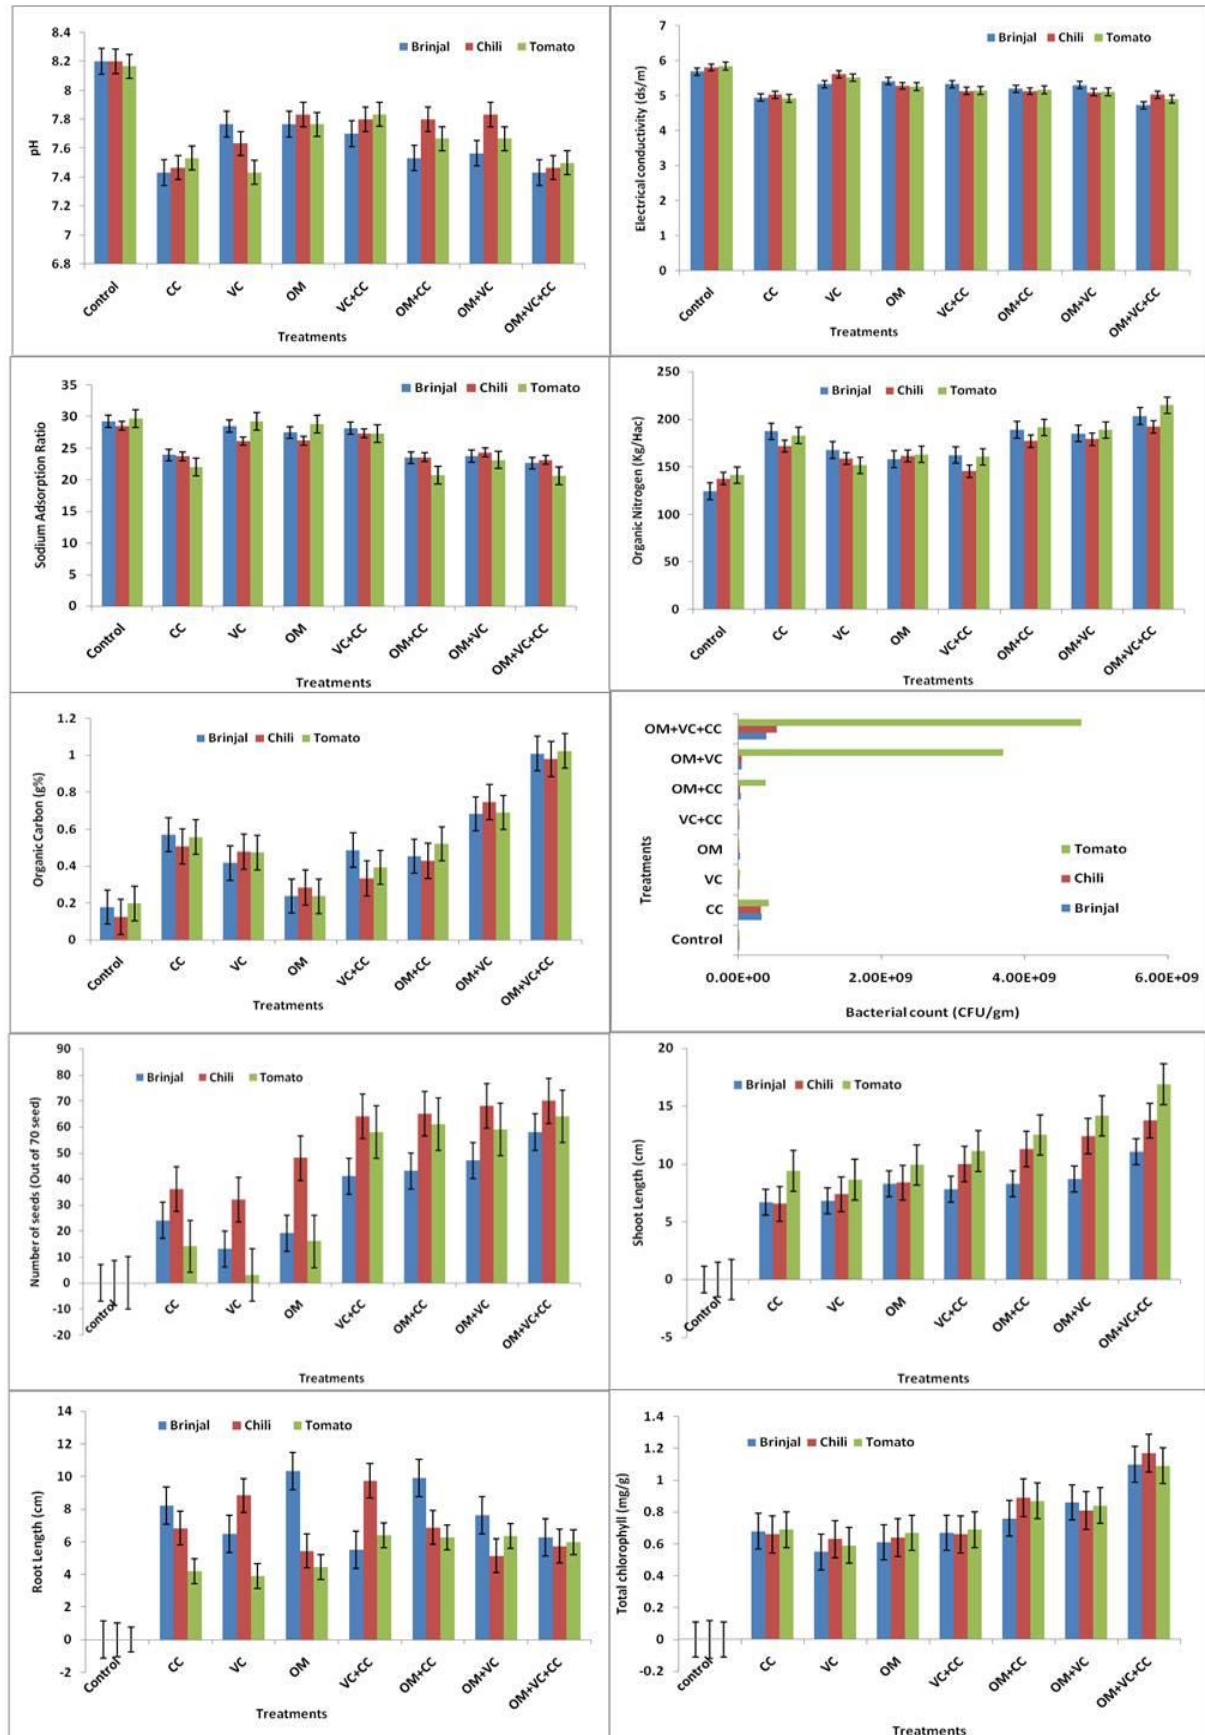 8.4
Brinjal Chili Tomato
8.2
8
7.8
pH
7.6
7.4
7.2
7
6.8
Control CC VC OM VC+CC OM+CC OM+VC OM+VC+CC
Treatments
7
Brinjal Chili Tomato
6
5
4
Electrical conductivity (ds/m)
3
2
1
0
Control CC VC OM VC+CC OM+CC OM+VC OM+VC+CC
Treatments
35
Brinjal Chili Tomato
30
25
20
Sodium Adsorption Ratio
15
10
5
0
Control CC VC OM VC+CC OM+CC OM+VC OM+VC+CC
Treatments
250
Brinjal Chili Tomato
200
150
Organic Nitrogen (Kg/Hac)
100
50
0
Control CC VC OM VC+CC OM+CC OM+VC OM+VC+CC
Treatments
1.2
Brinjal Chili Tomato
1
0.8
Organic Carbon (g%)
0.6
0.4
0.2
0
Control CC VC OM VC+CC OM+CC OM+VC OM+VC+CC
Treatments
OM+VC+CC
OM+VC
OM+CC
VC+CC
Treatments
OM
Tomato
VC
Chili
CC
Brinjal
Control
0.00E+00 2.00E+09 4.00E+09 6.00E+09
Bacterial count (CFU/gm)
90
80
Brinjal Chili Tomato
70
60
50
Number of seeds (Out of 70 seed)
40
30
20
10
0
-10
-20
control CC VC OM VC+CC OM+CC OM+VC OM+VC+CC
Treatments
20
Brinjal Chili Tomato
15
10
Shoot Length (cm)
5
0
-5
Control CC VC OM VC+CC OM+CC OM+VC OM+VC+CC
Treatments
14
Brinjal Chili Tomato
12
10
8
Root Length (cm)
6
4
2
0
-2
Control CC VC OM VC+CC OM+CC OM+VC OM+VC+CC
Treatments
1.4
Brinjal Chili Tomato
1.2
1
0.8
Total chlorophyll (mg/g)
0.6
0.4
0.2
0
-0.2
control CC VC OM VC+CC OM+CC OM+VC OM+VC+CC
Treatments